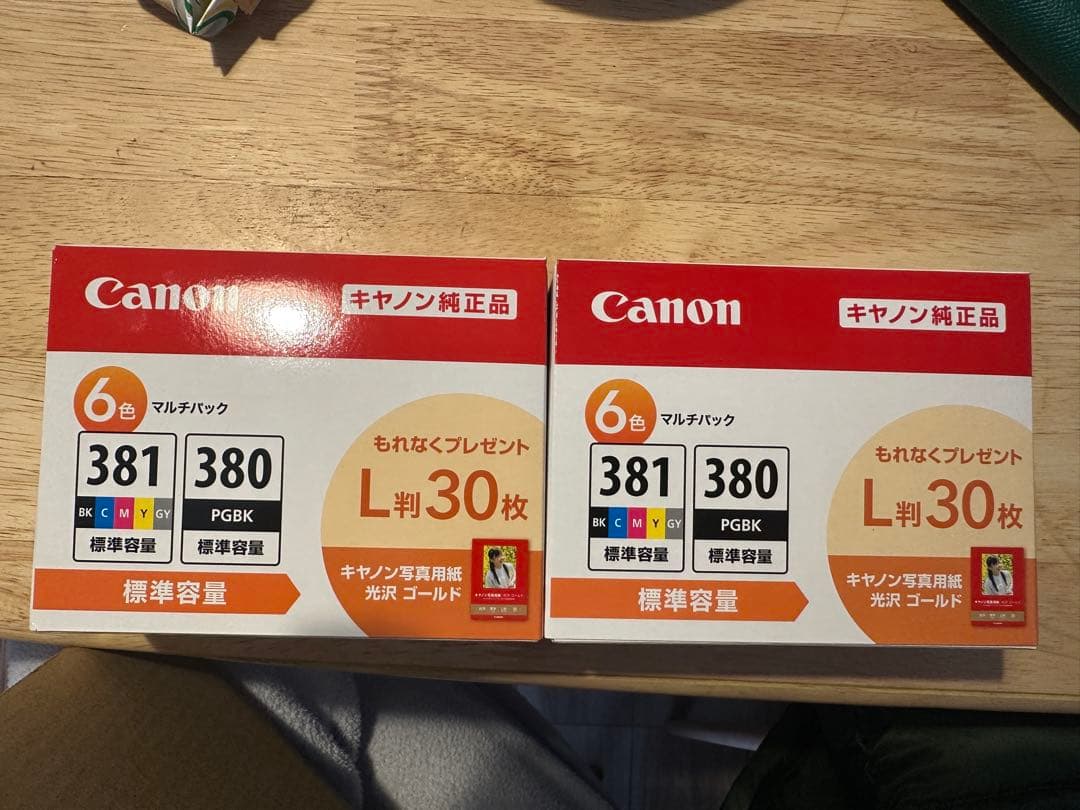 Canon
キヤノン純正品
6色 マルチパック
381
BK C M Y GY
標準容量
380
PGBK
標準容量
もれなくプレゼント
L判30枚
キヤノン写真用紙
光沢 ゴールド
標準容量
Canon
キヤノン純正品
6色 マルチパック
381
BK C M Y GY
標準容量
380
PGBK
標準容量
もれなくプレゼント
L判30枚
キヤノン写真用紙
光沢 ゴールド
標準容量